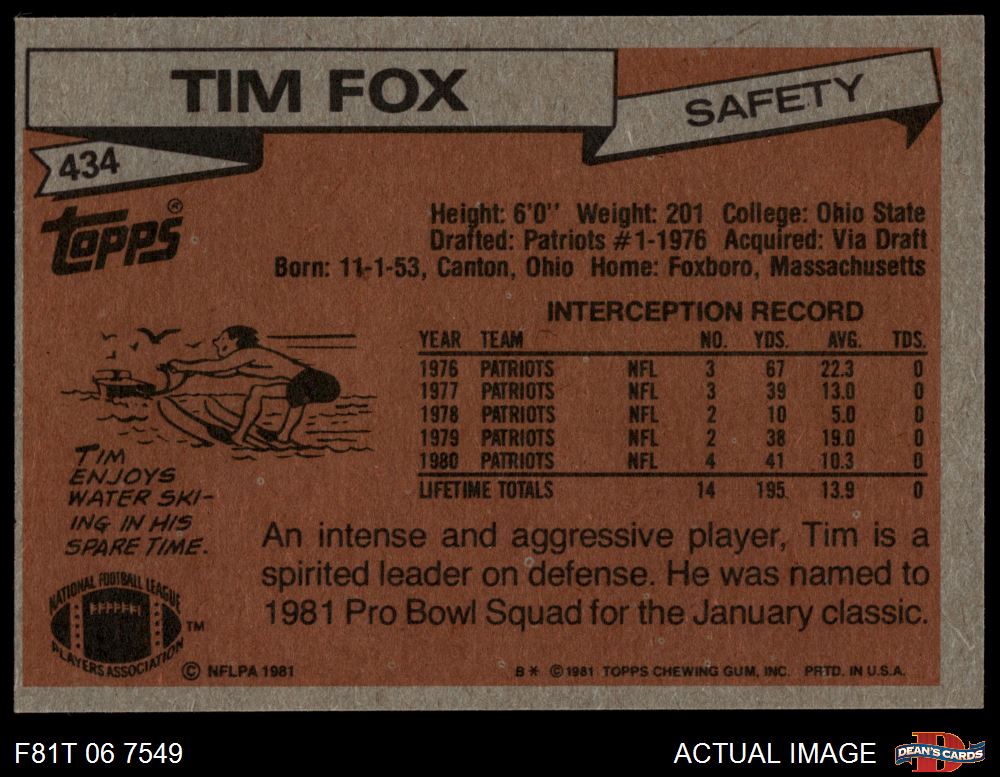 TIM FOX
SAFETY
434
topps®
Height: 6'0'' Weight: 201 College: Ohio State
Drafted: Patriots #1-1976 Acquired: Via Draft
Born: 11-1-53, Canton, Ohio Home: Foxboro, Massachusetts
INTERCEPTION RECORD
YEAR TEAM NO. YDS. AVG. TDS.
1976 PATRIOTS NFL 3 67 22.3 0
1977 PATRIOTS NFL 3 39 13.0 0
1978 PATRIOTS NFL 2 10 5.0 0
1979 PATRIOTS NFL 2 38 19.0 0
1980 PATRIOTS NFL 4 41 10.3 0
LIFETIME TOTALS 14 195 13.9 0
TIM
ENJOYS
WATER SKI-
ING IN HIS
SPARE TIME.
An intense and aggressive player, Tim is a
spirited leader on defense. He was named to
1981 Pro Bowl Squad for the January classic.
NATIONAL FOOTBALL LEAGUE
PLAYERS ASSOCIATION
TM
© NFLPA 1981
B* © 1981 TOPPS CHEWING GUM, INC. PRTD. IN U.S.A.
F81T 06 7549
ACTUAL IMAGE
D
DEAN'S CARDS